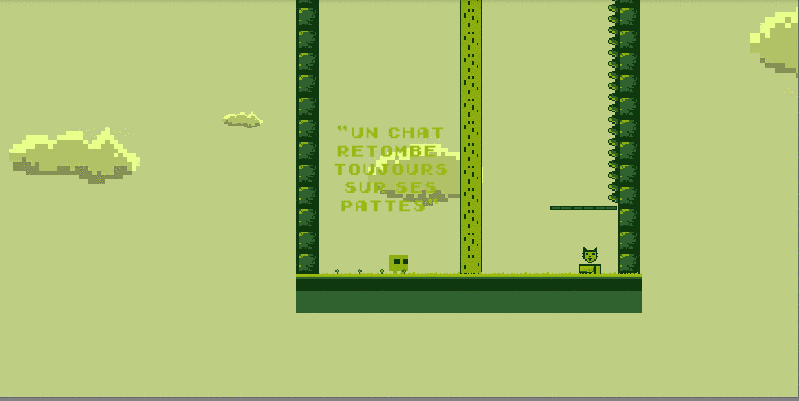 "UN CHAT
RETOMBE
TOUJOURS
SUR SES
PATTES"